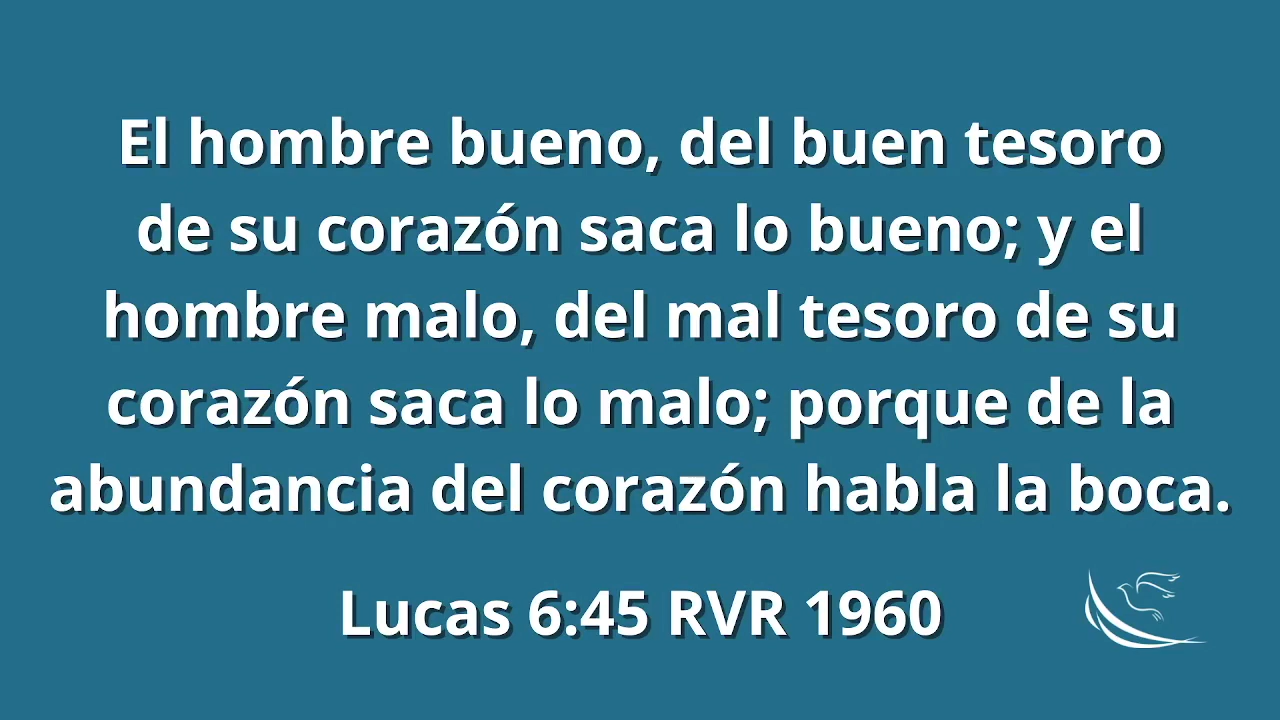 El hombre bueno, del buen tesoro
de su corazón saca lo bueno; y el
hombre malo, del mal tesoro de su
corazón saca lo malo; porque de la
abundancia del corazón habla la boca.
Lucas 6:45 RVR 1960